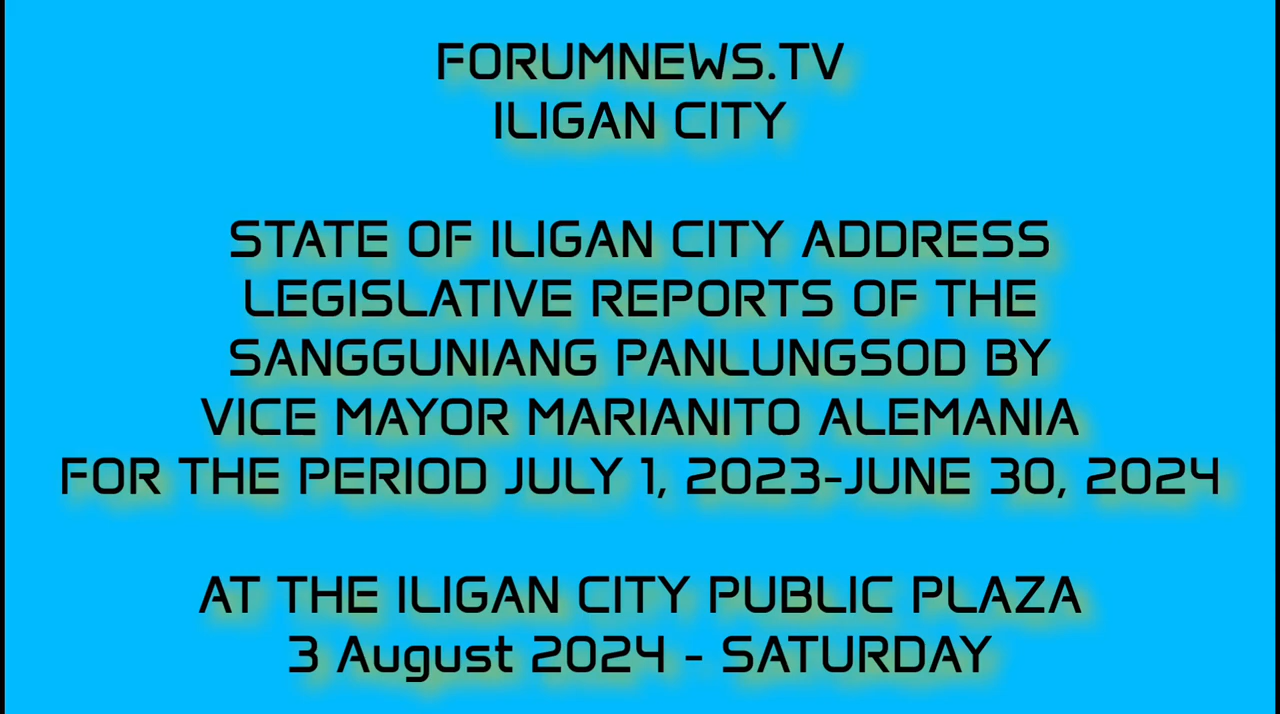 FORUMNEWS.TV
ILIGAN CITY
STATE OF ILIGAN CITY ADDRESS
LEGISLATIVE REPORTS OF THE
SANGGUNIANG PANLUNGSOD BY
VICE MAYOR MARIANITO ALEMANIA
FOR THE PERIOD JULY 1, 2023-JUNE 30, 2024
AT THE ILIGAN CITY PUBLIC PLAZA
3 August 2024 - SATURDAY